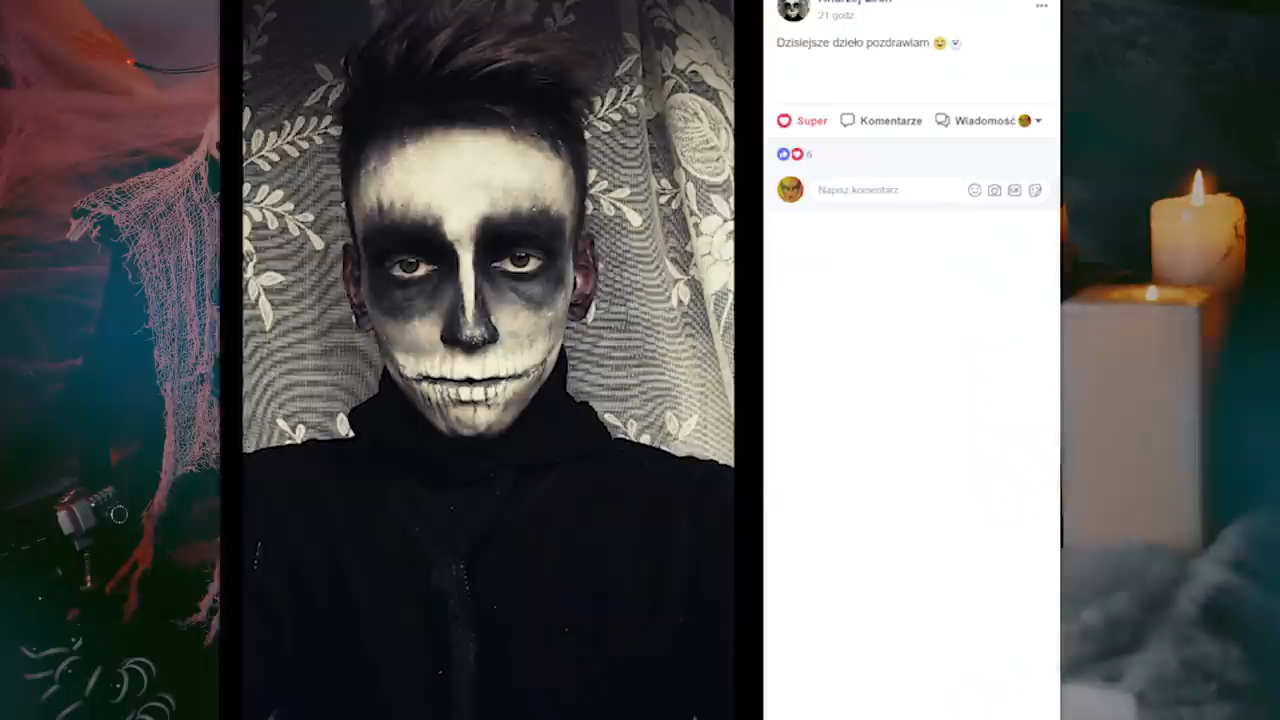 21 godz.
Dzisiejsze dzieło pozdrawiam
Super Komentarze Wiadomość
6
Napisz komentarz